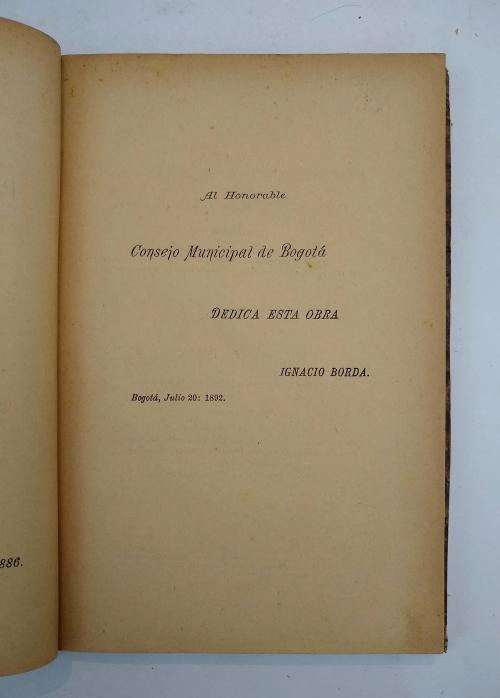 886.
Al Honorable
Consejo Municipal de Bogotá
DEDICA ESTA OBRA
IGNACIO BORDA.
Bogotá, Julio 20: 1892.